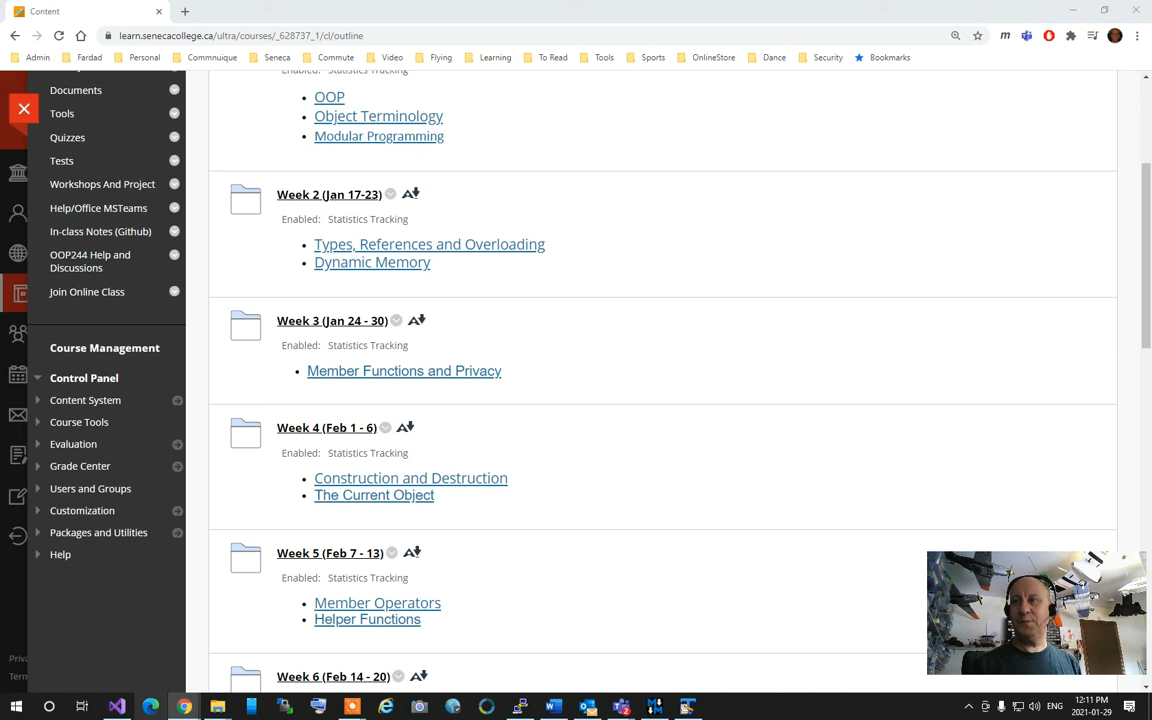 Content
learn.senecacollege.ca/ultra/courses/_628737_1/cl/outline
Admin Fardad Personal Commnuique Seneca Commute Video Flying Learning To Read Tools Sports OnlineStore Dance Security Bookmarks
Documents
Tools
Quizzes
Tests
Workshops And Project
Help/Office MSTeams
In-class Notes (Github)
OOP244 Help and
Discussions
Join Online Class
Course Management
Control Panel
Content System
Course Tools
Evaluation
Grade Center
Users and Groups
Customization
Packages and Utilities
Help
Enabled: Statistics Tracking
OOP
Object Terminology
Modular Programming
Week 2 (Jan 17-23)
Enabled: Statistics Tracking
Types, References and Overloading
Dynamic Memory
Week 3 (Jan 24 - 30)
Enabled: Statistics Tracking
Member Functions and Privacy
Week 4 (Feb 1 - 6)
Enabled: Statistics Tracking
Construction and Destruction
The Current Object
Week 5 (Feb 7 - 13)
Enabled: Statistics Tracking
Member Operators
Helper Functions
Week 6 (Feb 14 - 20)
ENG
12:11 PM
2021-01-29